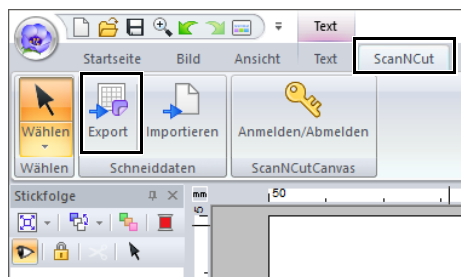 Text
Startseite Bild Ansicht Text ScanNCut
Wählen Export Importieren Anmelden/Abmelden
Wählen Schneiddaten ScanNCutCanvas
Stickfolge mm 50